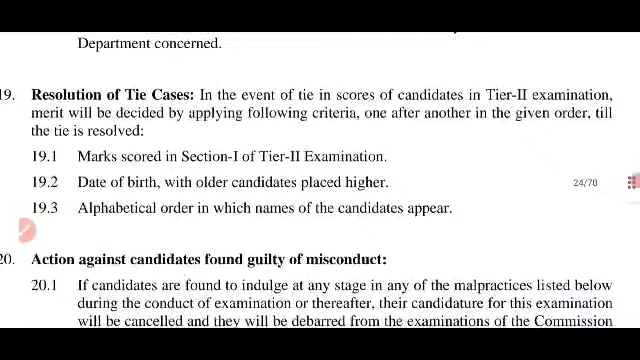 Department concerned.
19. Resolution of Tie Cases: In the event of tie in scores of candidates in Tier-II examination,
merit will be decided by applying following criteria, one after another in the given order, till
the tie is resolved:
19.1 Marks scored in Section-I of Tier-II Examination.
19.2 Date of birth, with older candidates placed higher.
24/70
19.3 Alphabetical order in which names of the candidates appear.
20. Action against candidates found guilty of misconduct:
20.1 If candidates are found to indulge at any stage in any of the malpractices listed below
during the conduct of examination or thereafter, their candidature for this examination
will be cancelled and they will be debarred from the examinations of the Commission